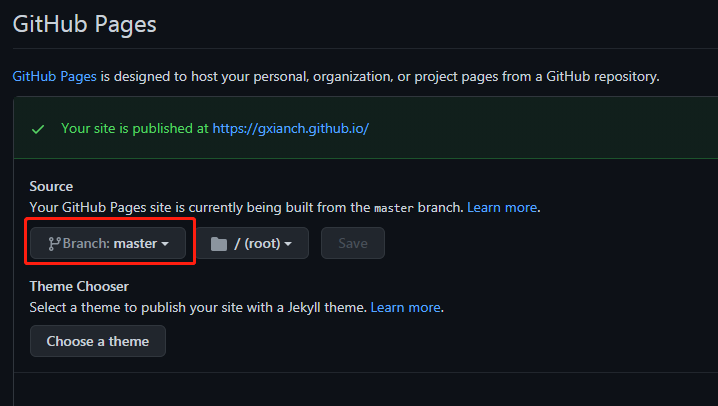 GitHub Pages
GitHub Pages is designed to host your personal, organization, or project pages from a GitHub repository.
Your site is published at https://gxianch.github.io/
Source
Your GitHub Pages site is currently being built from the master branch. Learn more.
Branch: master / (root) Save
Theme Chooser
Select a theme to publish your site with a Jekyll theme. Learn more.
Choose a theme